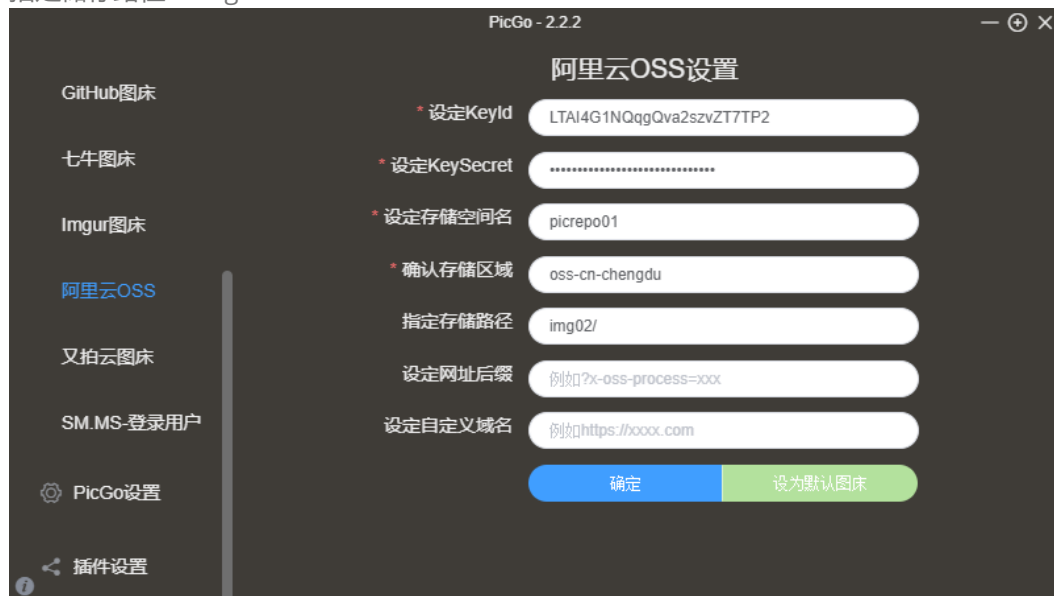 PicGo - 2.2.2
阿里云OSS设置
GitHub图床
七牛图床
Imgur图床
阿里云OSS
又拍云图床
SM.MS-登录用户
PicGo设置
插件设置
* 设定KeyId LTAI4G1NQqgQva2szvZT7TP2
* 设定KeySecret ••••••••••••••••••••••••••••••
* 设定存储空间名 picrepo01
* 确认存储区域 oss-cn-chengdu
指定存储路径 img02/
设定网址后缀 例如?x-oss-process=xxx
设定自定义域名 例如https://xxxx.com
确定 设为默认图床